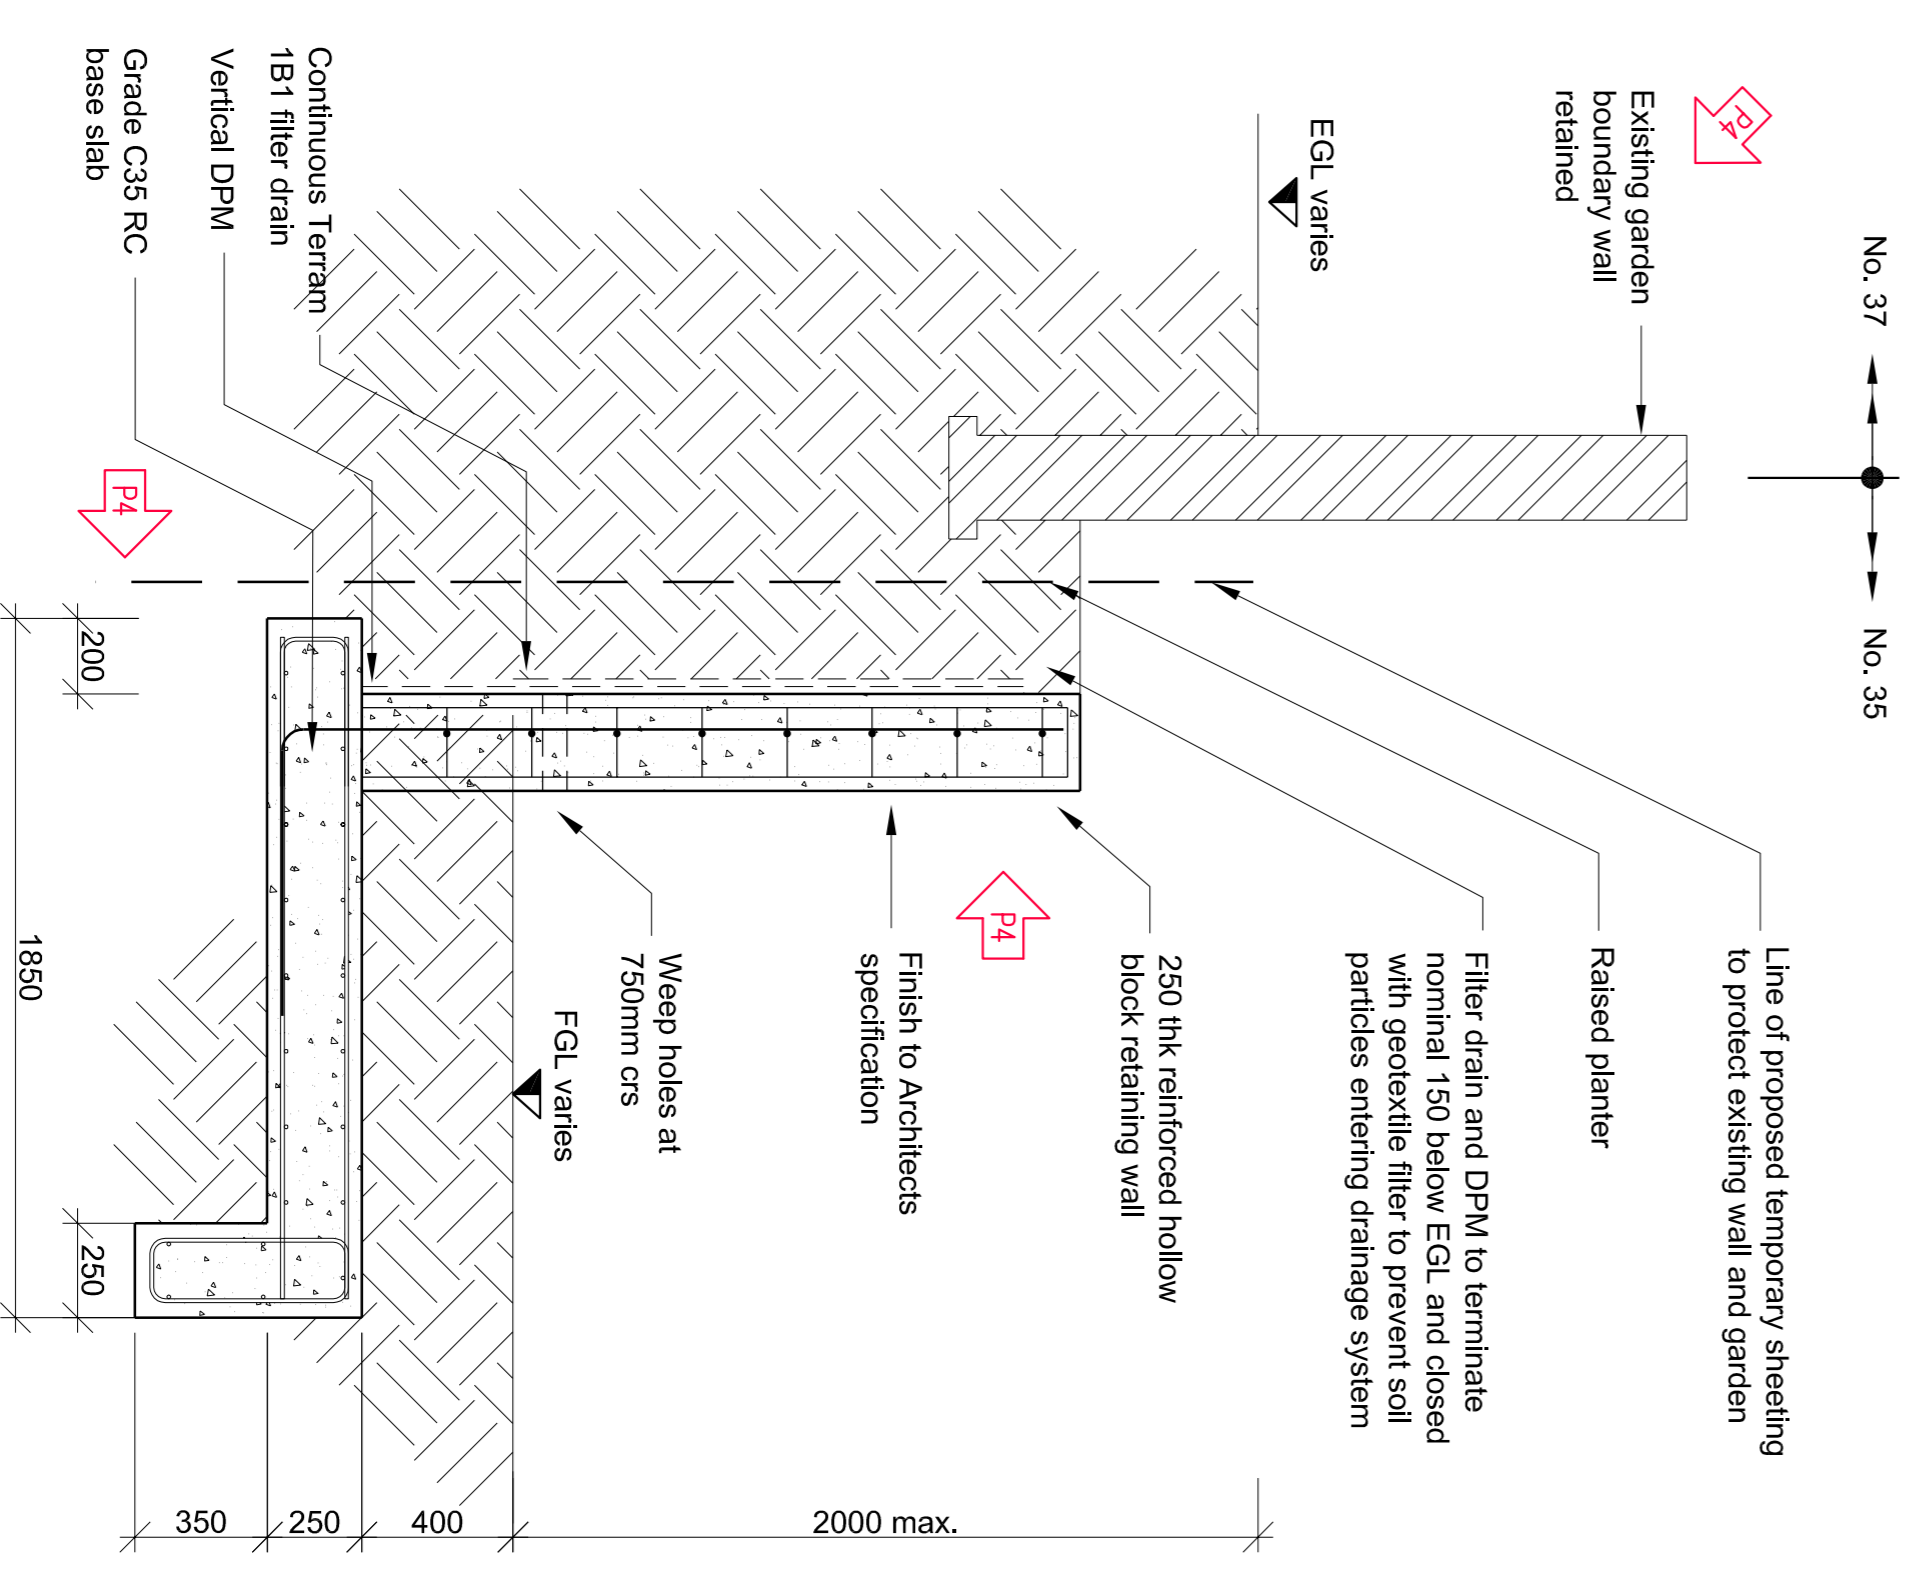 No. 37
No. 35
P4
Existing garden
boundary wall
retained
EGL varies
Line of proposed temporary sheeting
to protect existing wall and garden
Raised planter
Filter drain and DPM to terminate
nominal 150 below EGL and closed
with geotextile filter to prevent soil
particles entering drainage system
250 thk reinforced hollow
block retaining wall
P4
Finish to Architects
specification
Weep holes at
750mm crs
FGL varies
Continuous Terram
1B1 filter drain
Vertical DPM
Grade C35 RC
base slab
P4
200
250
1850
2000 max.
400
250
350